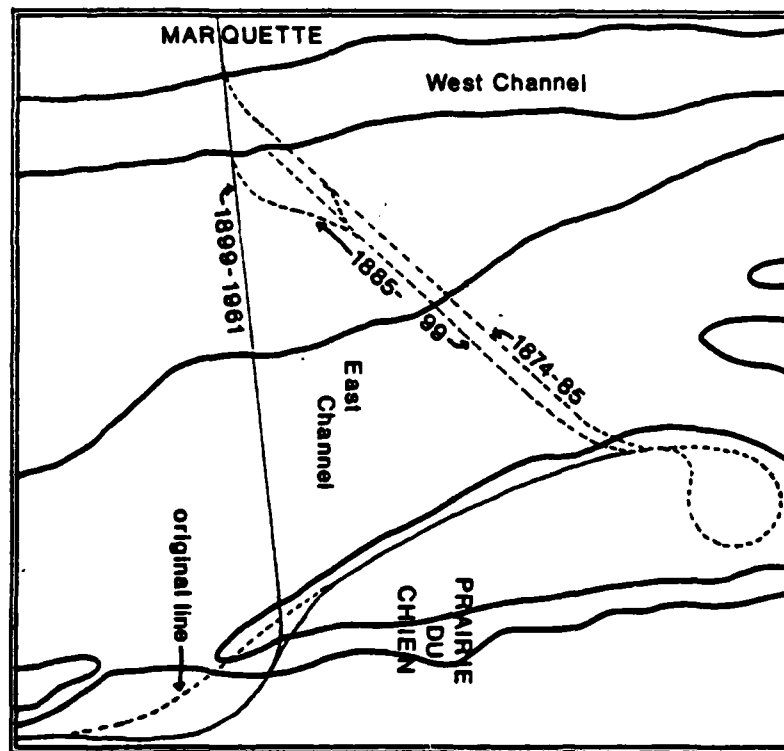 MARQUETTE
West Channel
1899-1961
1885-
99
1874-85
East
Channel
original line
PRAIRIE
DU
CHIEN